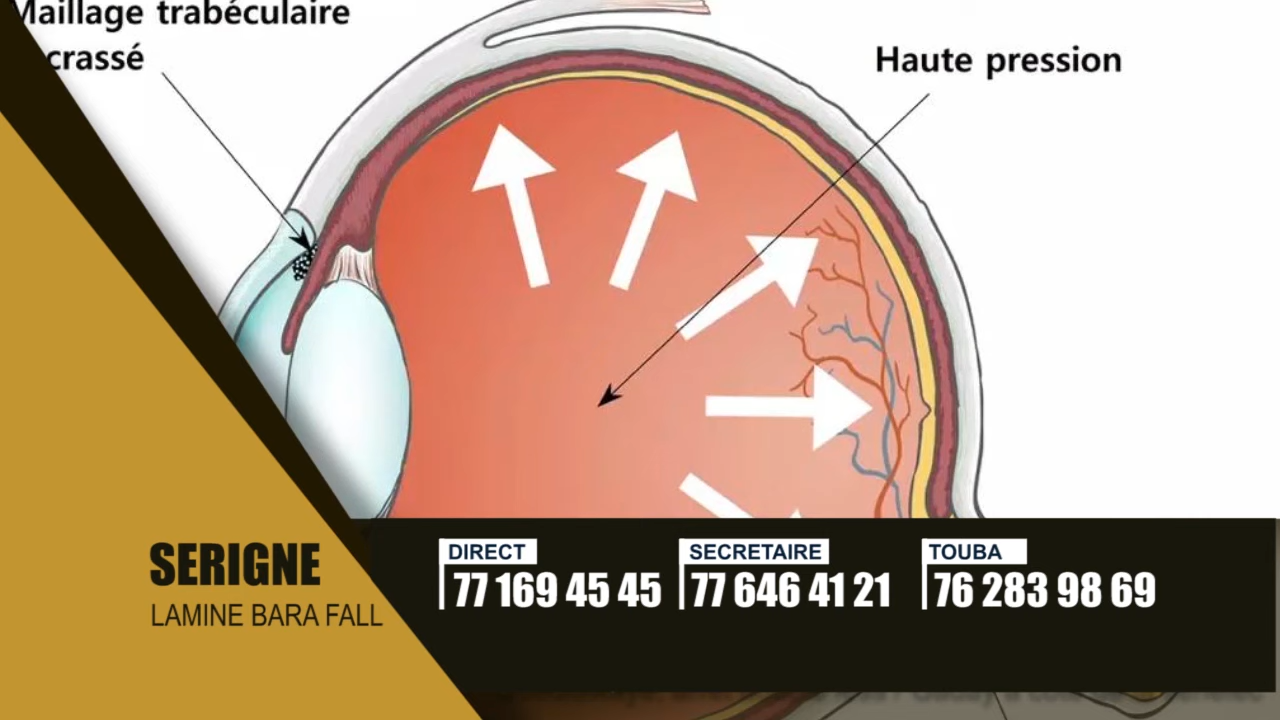 Maillage trabéculaire
crassé
Haute pression
SERIGNE
LAMINE BARA FALL
DIRECT
77 169 45 45
SECRETAIRE
77 646 41 21
TOUBA
76 283 98 69